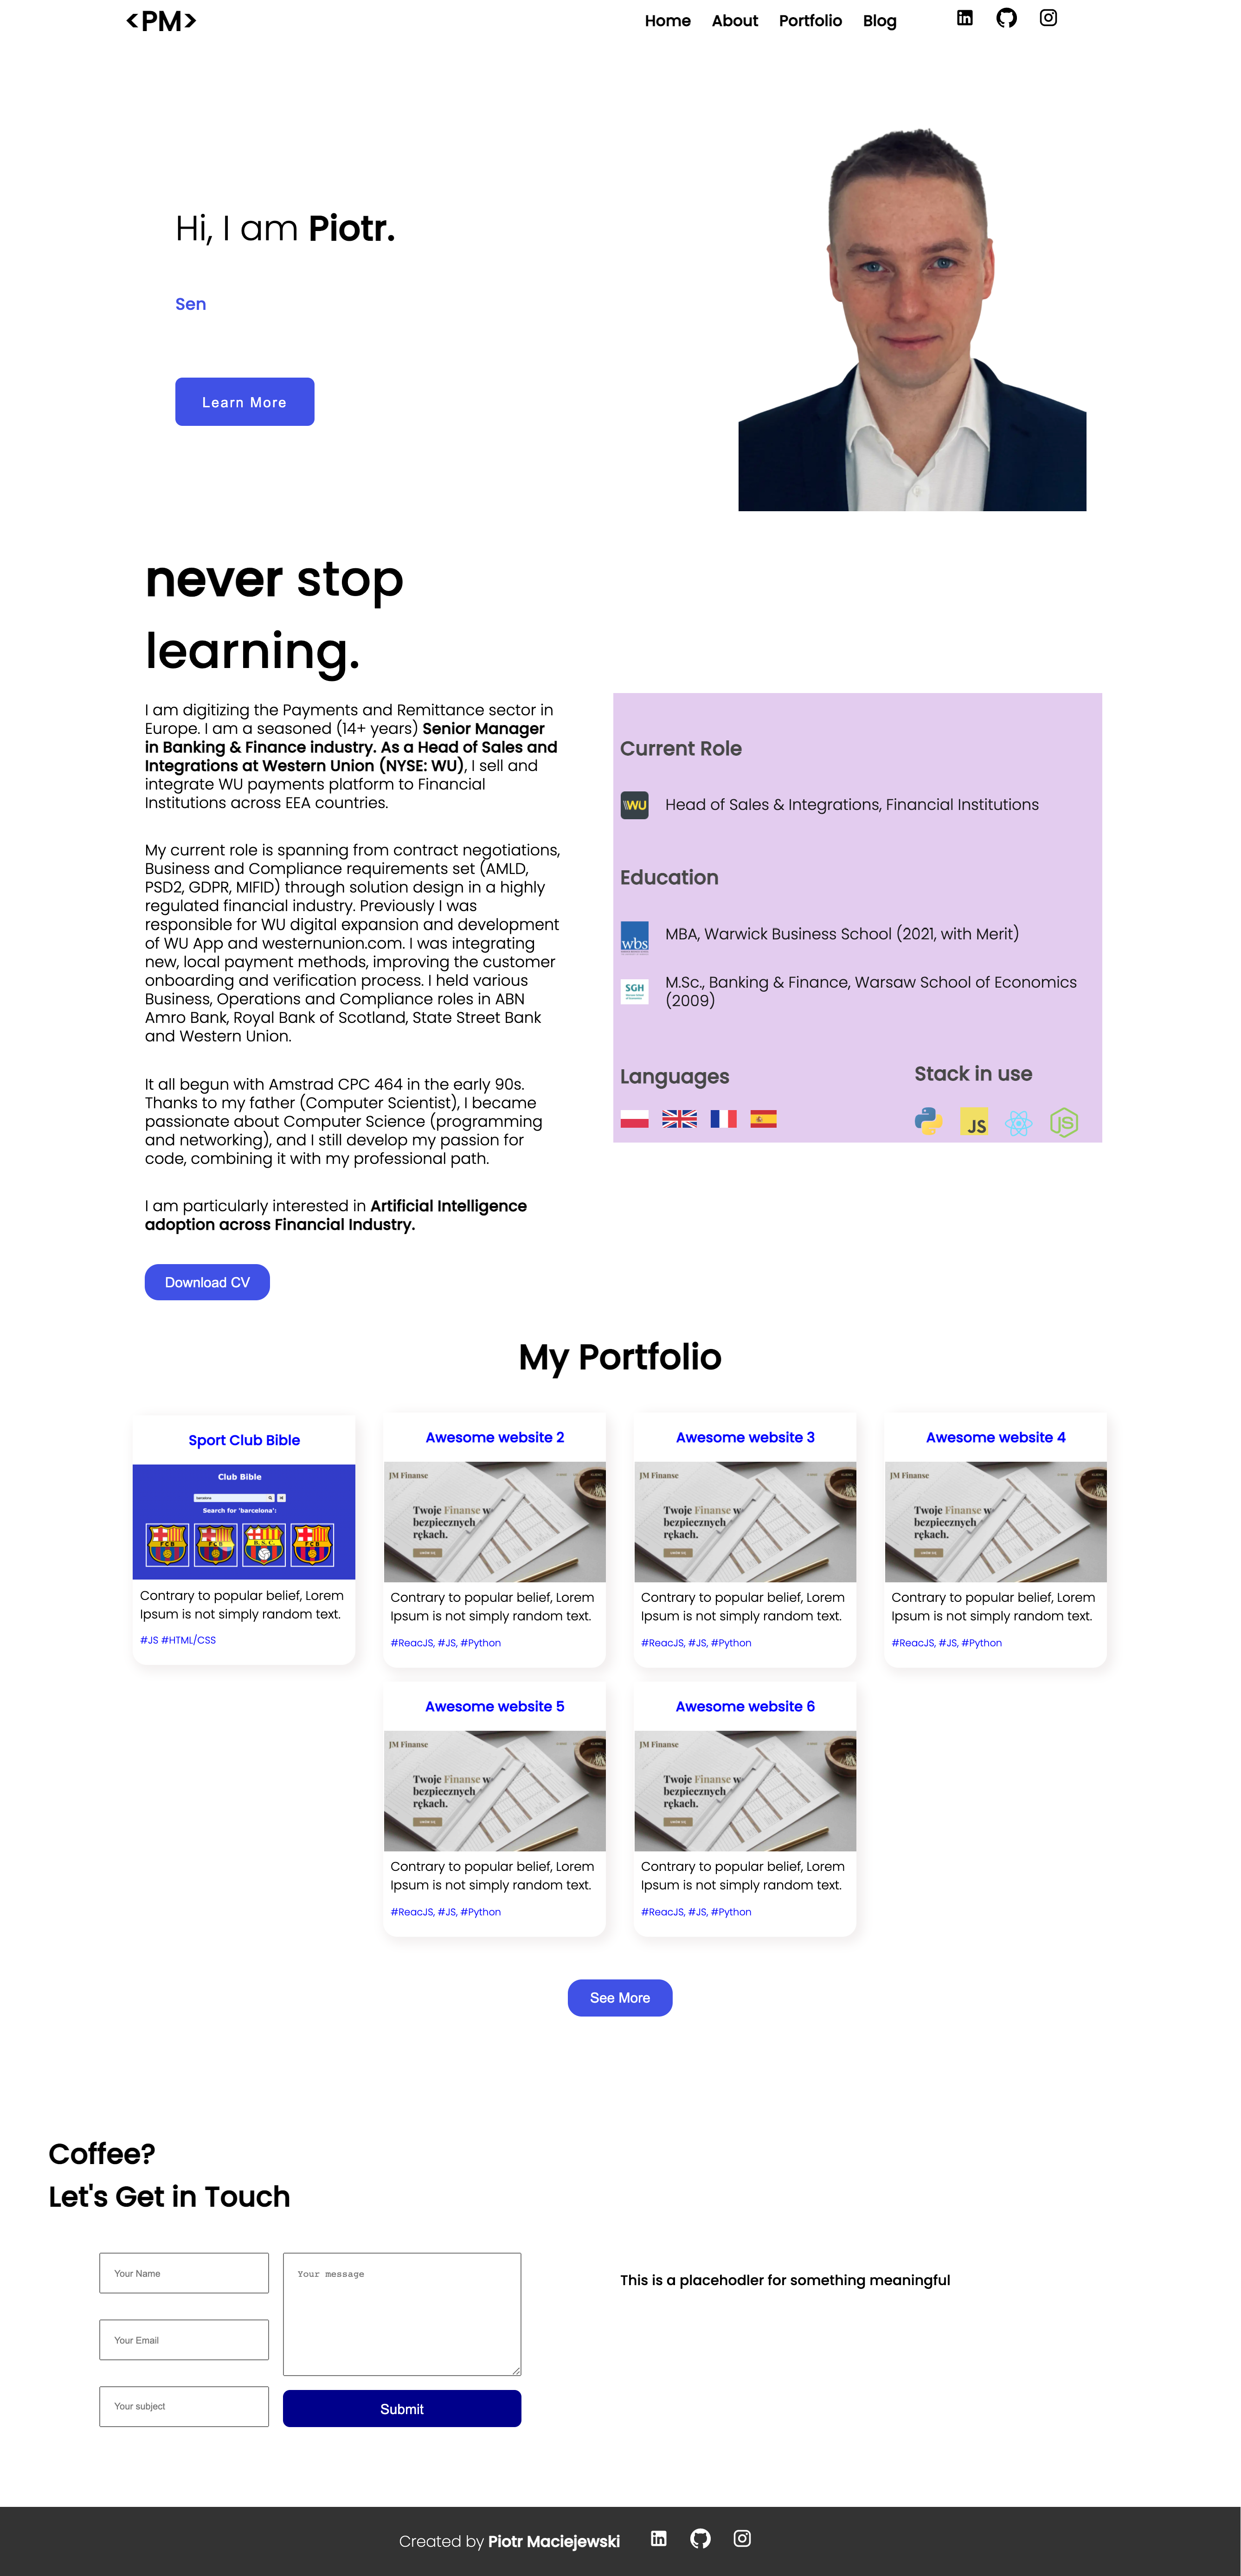 <PM>
Home About Portfolio Blog
Hi, I am Piotr.
Sen
Learn More
never stop
learning.
I am digitizing the Payments and Remittance sector in
Europe. I am a seasoned (14+ years) Senior Manager
in Banking & Finance industry. As a Head of Sales and
Integrations at Western Union (NYSE: WU), I sell and
integrate WU payments platform to Financial
Institutions across EEA countries.
My current role is spanning from contract negotiations,
Business and Compliance requirements set (AMLD,
PSD2, GDPR, MIFID) through solution design in a highly
regulated financial industry. Previously I was
responsible for WU digital expansion and development
of WU App and westernunion.com. I was integrating
new, local payment methods, improving the customer
onboarding and verification process. I held various
Business, Operations and Compliance roles in ABN
Amro Bank, Royal Bank of Scotland, State Street Bank
and Western Union.
It all begun with Amstrad CPC 464 in the early 90s.
Thanks to my father (Computer Scientist), I became
passionate about Computer Science (programming
and networking), and I still develop my passion for
code, combining it with my professional path.
I am particularly interested in Artificial Intelligence
adoption across Financial Industry.
Download CV
Current Role
WU
Head of Sales & Integrations, Financial Institutions
Education
wbs
MBA, Warwick Business School (2021, with Merit)
SGH
M.Sc., Banking & Finance, Warsaw School of Economics
(2009)
Languages
Stack in use
JS
JS
My Portfolio
Sport Club Bible
Club Bible
barcelona
Search for 'barcelona':
FCB
FCB
FCB
Contrary to popular belief, Lorem
Ipsum is not simply random text.
#JS #HTML/CSS
Awesome website 2
JM Finanse
Twoje Finanse w
bezpiecznych
rękach.
Contrary to popular belief, Lorem
Ipsum is not simply random text.
#ReacJS, #JS, #Python
Awesome website 3
JM Finanse
Twoje Finanse w
bezpiecznych
rękach.
Contrary to popular belief, Lorem
Ipsum is not simply random text.
#ReacJS, #JS, #Python
Awesome website 4
JM Finanse
Twoje Finanse w
bezpiecznych
rękach.
Contrary to popular belief, Lorem
Ipsum is not simply random text.
#ReacJS, #JS, #Python
Awesome website 5
JM Finanse
Twoje Finanse w
bezpiecznych
rękach.
Contrary to popular belief, Lorem
Ipsum is not simply random text.
#ReacJS, #JS, #Python
Awesome website 6
JM Finanse
Twoje Finanse w
bezpiecznych
rękach.
Contrary to popular belief, Lorem
Ipsum is not simply random text.
#ReacJS, #JS, #Python
See More
Coffee?
Let's Get in Touch
Your Name
Your Email
Your subject
Your message
Submit
This is a placehodler for something meaningful
Created by Piotr Maciejewski